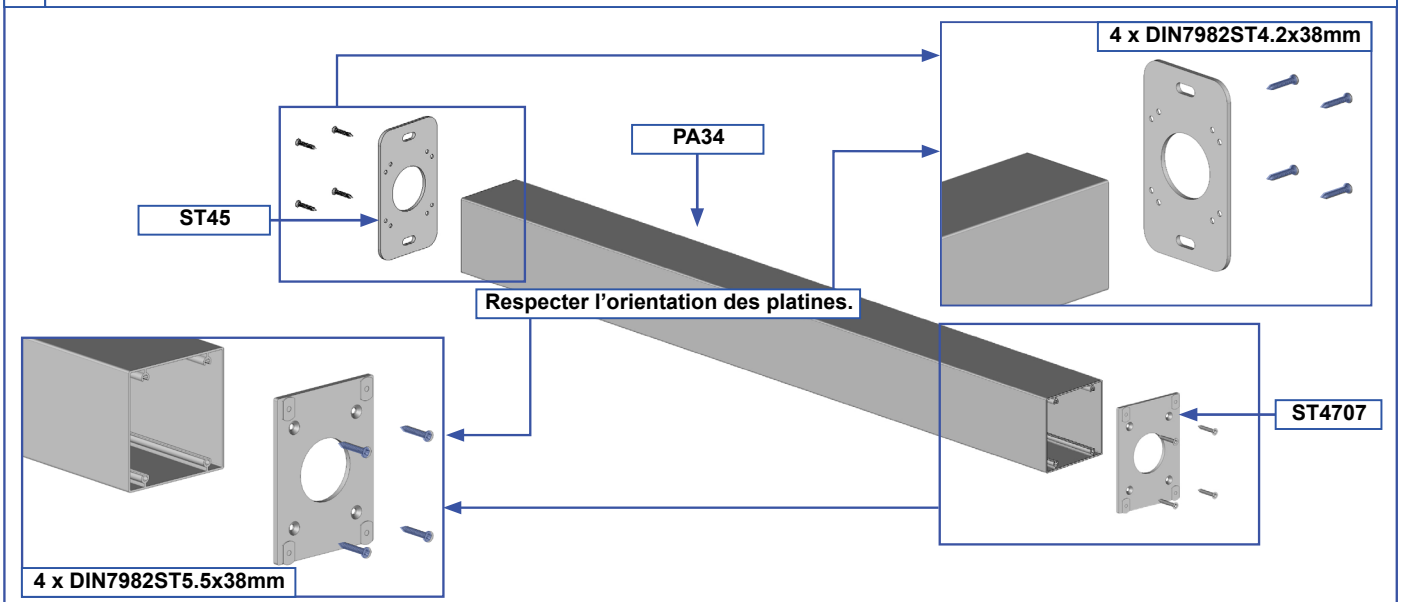 4 x DIN7982ST4.2x38mm
PA34
ST45
Respecter l’orientation des platines.
ST4707
4 x DIN7982ST5.5x38mm